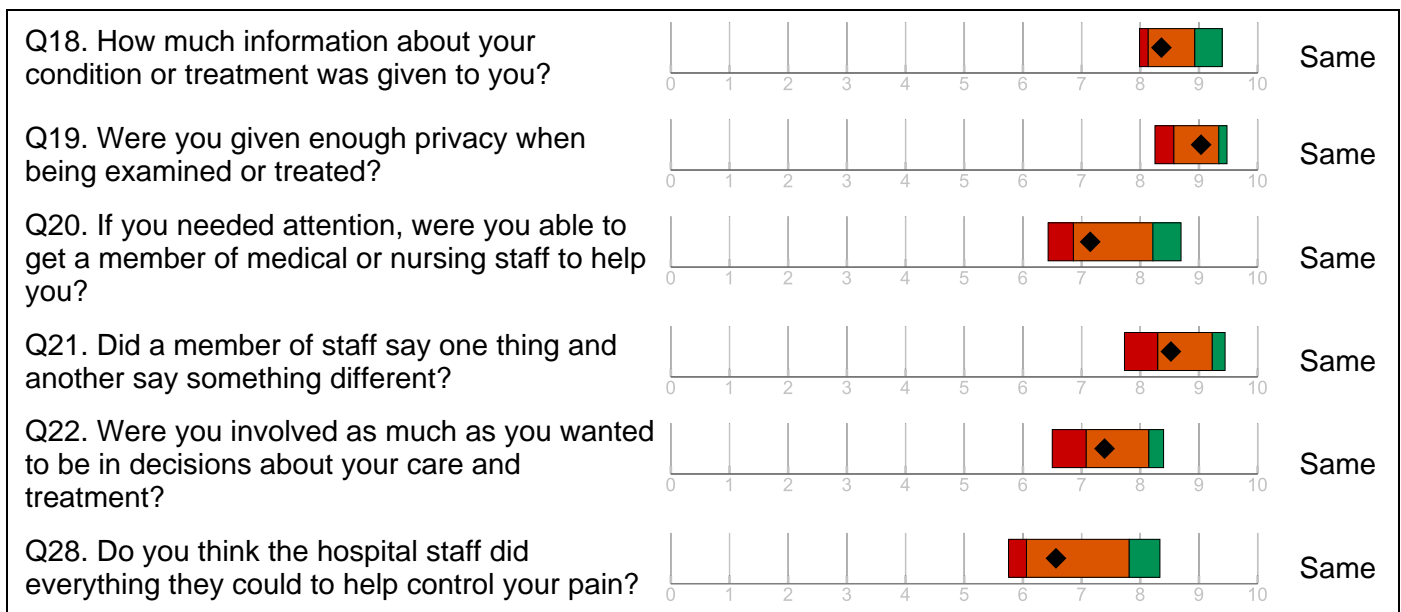 Q18. How much information about your
condition or treatment was given to you?
0 1 2 3 4 5 6 7 8 9 10
Same
Q19. Were you given enough privacy when
being examined or treated?
0 1 2 3 4 5 6 7 8 9 10
Same
Q20. If you needed attention, were you able to
get a member of medical or nursing staff to help
you?
0 1 2 3 4 5 6 7 8 9 10
Same
Q21. Did a member of staff say one thing and
another say something different?
0 1 2 3 4 5 6 7 8 9 10
Same
Q22. Were you involved as much as you wanted
to be in decisions about your care and
treatment?
0 1 2 3 4 5 6 7 8 9 10
Same
Q28. Do you think the hospital staff did
everything they could to help control your pain?
0 1 2 3 4 5 6 7 8 9 10
Same